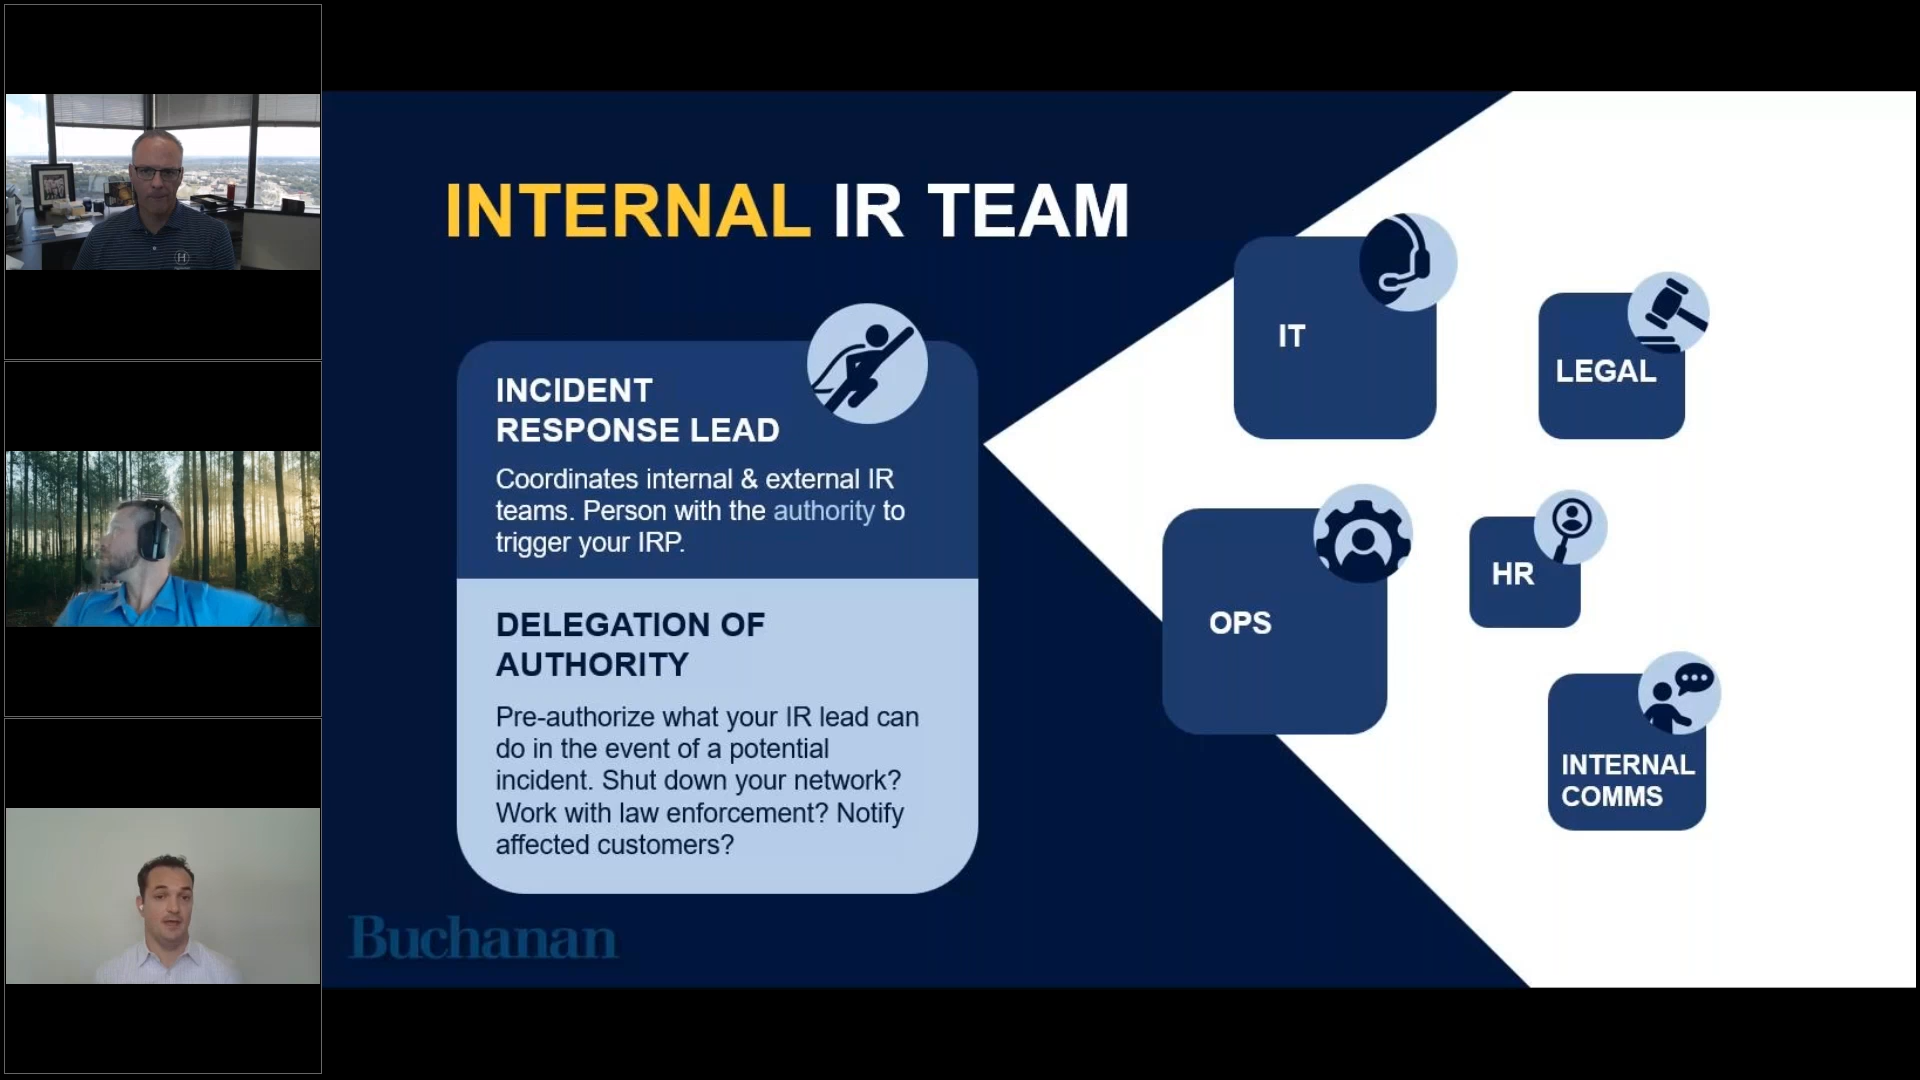 INTERNAL IR TEAM
INCIDENT
RESPONSE LEAD
Coordinates internal & external IR
teams. Person with the authority to
trigger your IRP.
DELEGATION OF
AUTHORITY
Pre-authorize what your IR lead can
do in the event of a potential
incident. Shut down your network?
Work with law enforcement? Notify
affected customers?
IT
LEGAL
OPS
HR
INTERNAL
COMMS
Buchanan
H